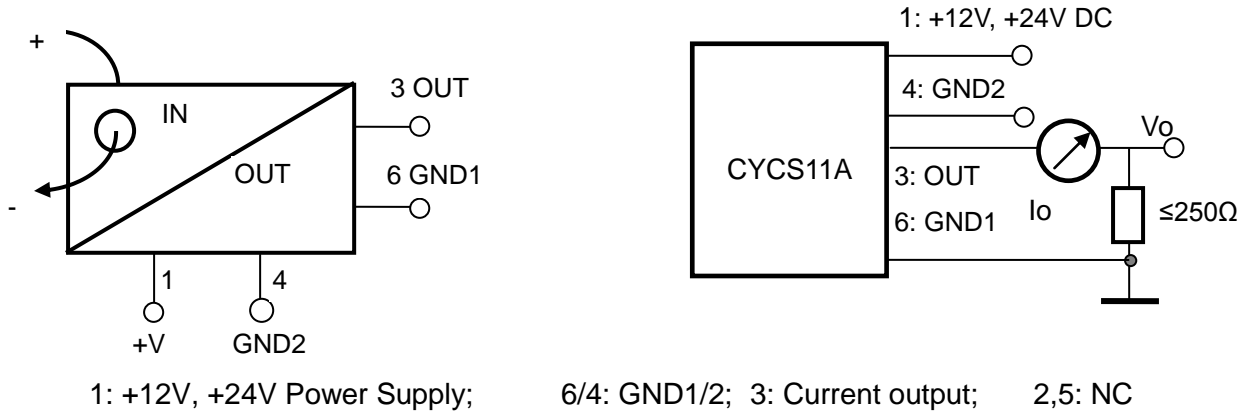 +
IN
OUT
-
3 OUT
6 GND1
1
4
+V
GND2
1: +12V, +24V DC
4: GND2
CYCS11A
3: OUT
6: GND1
Io
Vo
≤250Ω
1: +12V, +24V Power Supply; 6/4: GND1/2; 3: Current output; 2,5: NC